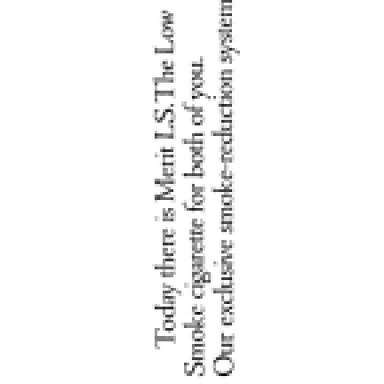 Today there is Merit L.S. The Low
Smoke cigarette for both of you.
Our exclusive smoke-reduction system